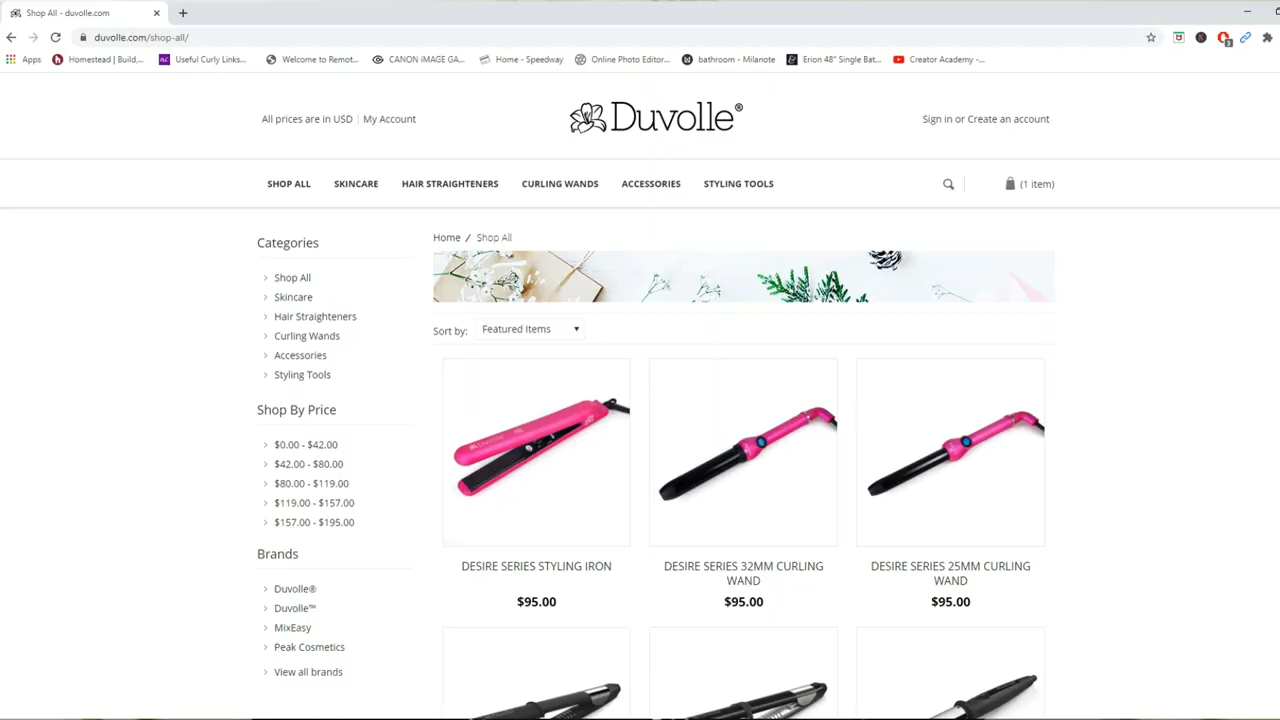 Shop All - duvolle.com
duvolle.com/shop-all/
Apps
Homestead | Build,...
Useful Curly Links...
Welcome to Remot...
CANON iMAGE GA...
Home - Speedway
Online Photo Editor...
bathroom - Milanote
Erion 48" Single Bat...
Creator Academy -...
All prices are in USD | My Account
Duvolle®
Sign in or Create an account
SHOP ALL SKINCARE HAIR STRAIGHTENERS CURLING WANDS ACCESSORIES STYLING TOOLS
(1 item)
Categories
Shop All
Skincare
Hair Straighteners
Curling Wands
Accessories
Styling Tools
Shop By Price
$0.00 - $42.00
$42.00 - $80.00
$80.00 - $119.00
$119.00 - $157.00
$157.00 - $195.00
Brands
Duvolle®
Duvolle™
MixEasy
Peak Cosmetics
View all brands
Home / Shop All
Sort by: Featured Items
DESIRE SERIES STYLING IRON
$95.00
DESIRE SERIES 32MM CURLING
WAND
$95.00
DESIRE SERIES 25MM CURLING
WAND
$95.00